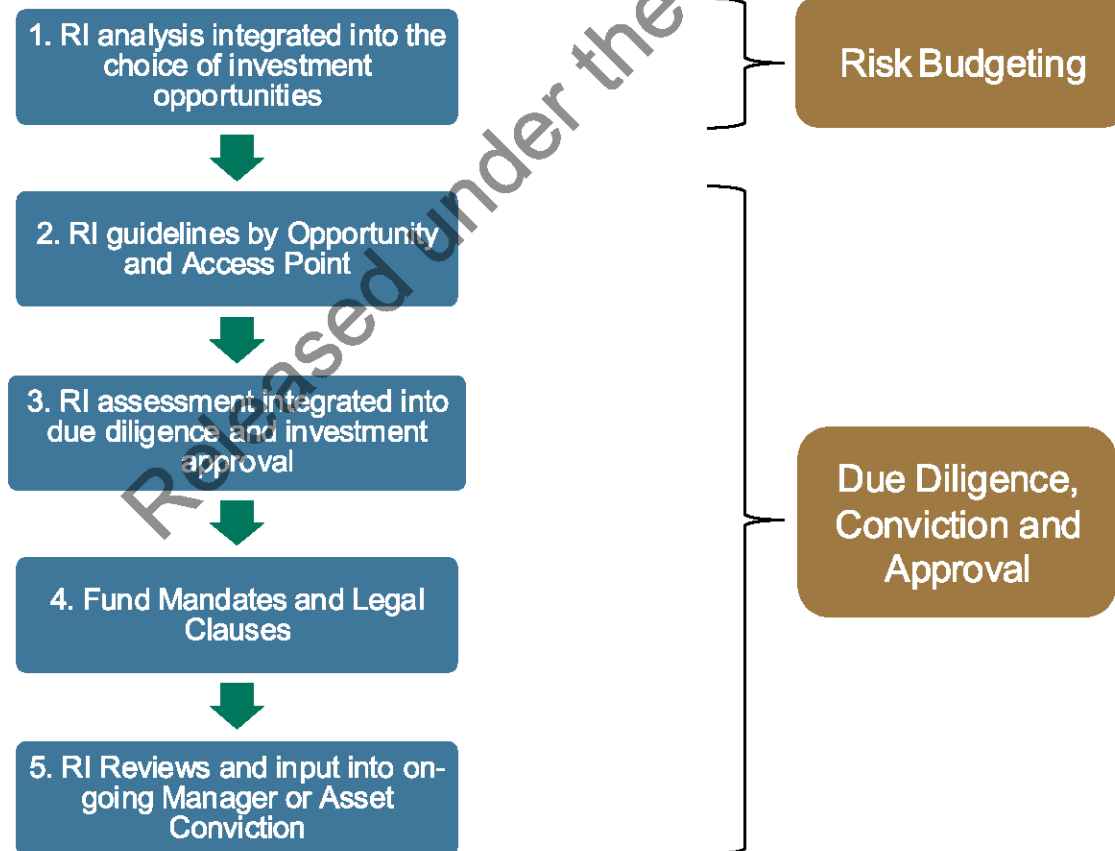 1. RI analysis integrated into the
choice of investment
opportunities
Risk Budgeting
2. RI guidelines by Opportunity
and Access Point
3. RI assessment integrated into
due diligence and investment
approval
Due Diligence,
Conviction and
Approval
4. Fund Mandates and Legal
Clauses
5. RI Reviews and input into on-
going Manager or Asset
Conviction
Released under the